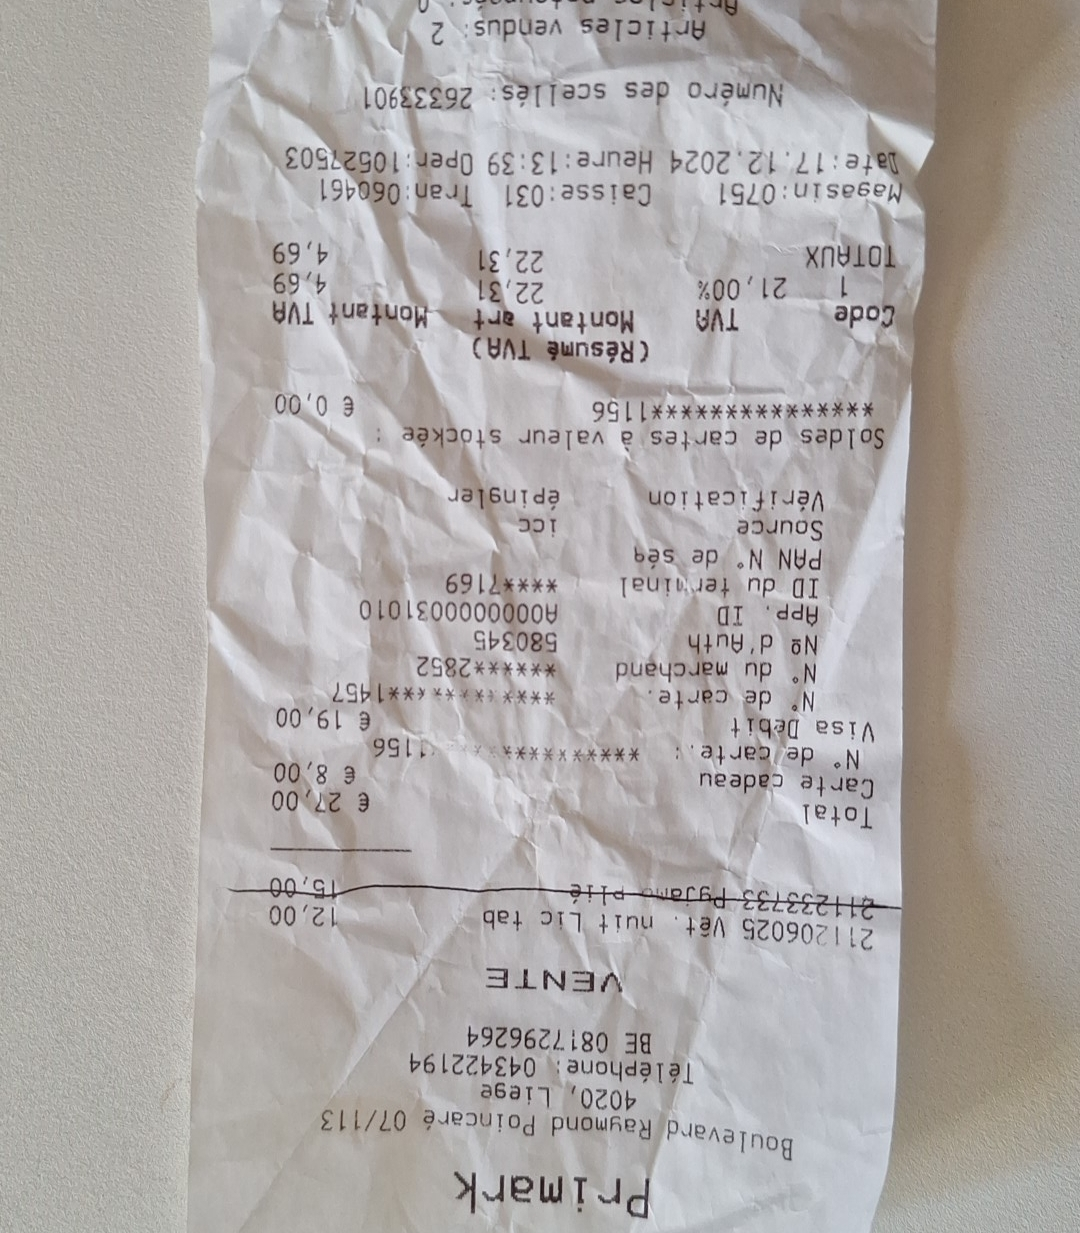 Primark
Boulevard Raymond Poincaré 07/113
4020, Liege
Téléphone: 043422194
BE 0817296264
VENTE
211206025 Vêt. nuit Lic tab 12,00
211233733 Pyjama plié 15,00
Total € 27,00
Carte cadeau € 8,00
N° de carte.: ****************1156
Visa Debit € 19,00
N° de carte. ************1457
N° du marchand ******2852
Nº d'Auth 580345
App. ID A0000000031010
ID du terminal ****7169
PAN N° de séq
Source icc
Vérification épingler
Soldes de cartes à valeur stockée :
****************1156 € 0,00
(Résumé TVA)
Code TVA Montant art Montant TVA
1 21,00% 22,31 4,69
TOTAUX 22,31 4,69
Magasin:0751 Caisse:031 Tran:060461
Date:17.12.2024 Heure:13:39 Oper:10527503
Numéro des scellés: 26333901
Articles vendus: 2